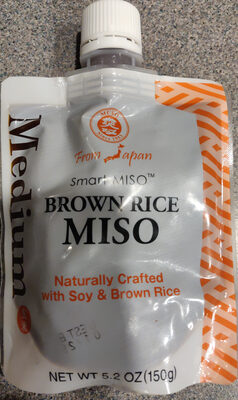 MUSO
From Japan
Smart MISO™
BROWN RICE
MISO
Medium
Naturally Crafted
with Soy & Brown Rice
NET WT 5.2 OZ(150g)